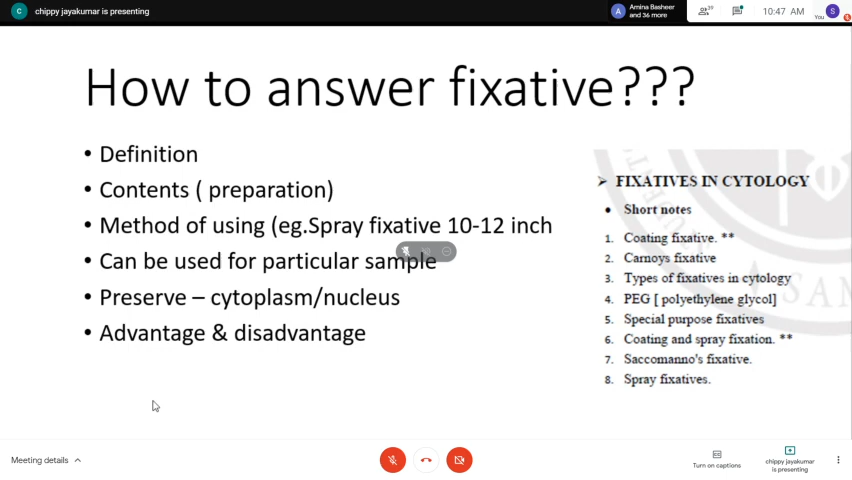 chippy jayakumar is presenting
Amina Basheer
and 36 more
39
10:47 AM
You
How to answer fixative???
• Definition
• Contents ( preparation)
• Method of using (eg.Spray fixative 10-12 inch
• Can be used for particular sample
• Preserve – cytoplasm/nucleus
• Advantage & disadvantage
➢ FIXATIVES IN CYTOLOGY
• Short notes
1. Coating fixative. **
2. Carnoys fixative
3. Types of fixatives in cytology
4. PEG [ polyethylene glycol]
5. Special purpose fixatives
6. Coating and spray fixation. **
7. Saccomanno's fixative.
8. Spray fixatives.
Meeting details
Turn on captions
chippy jayakumar
is presenting